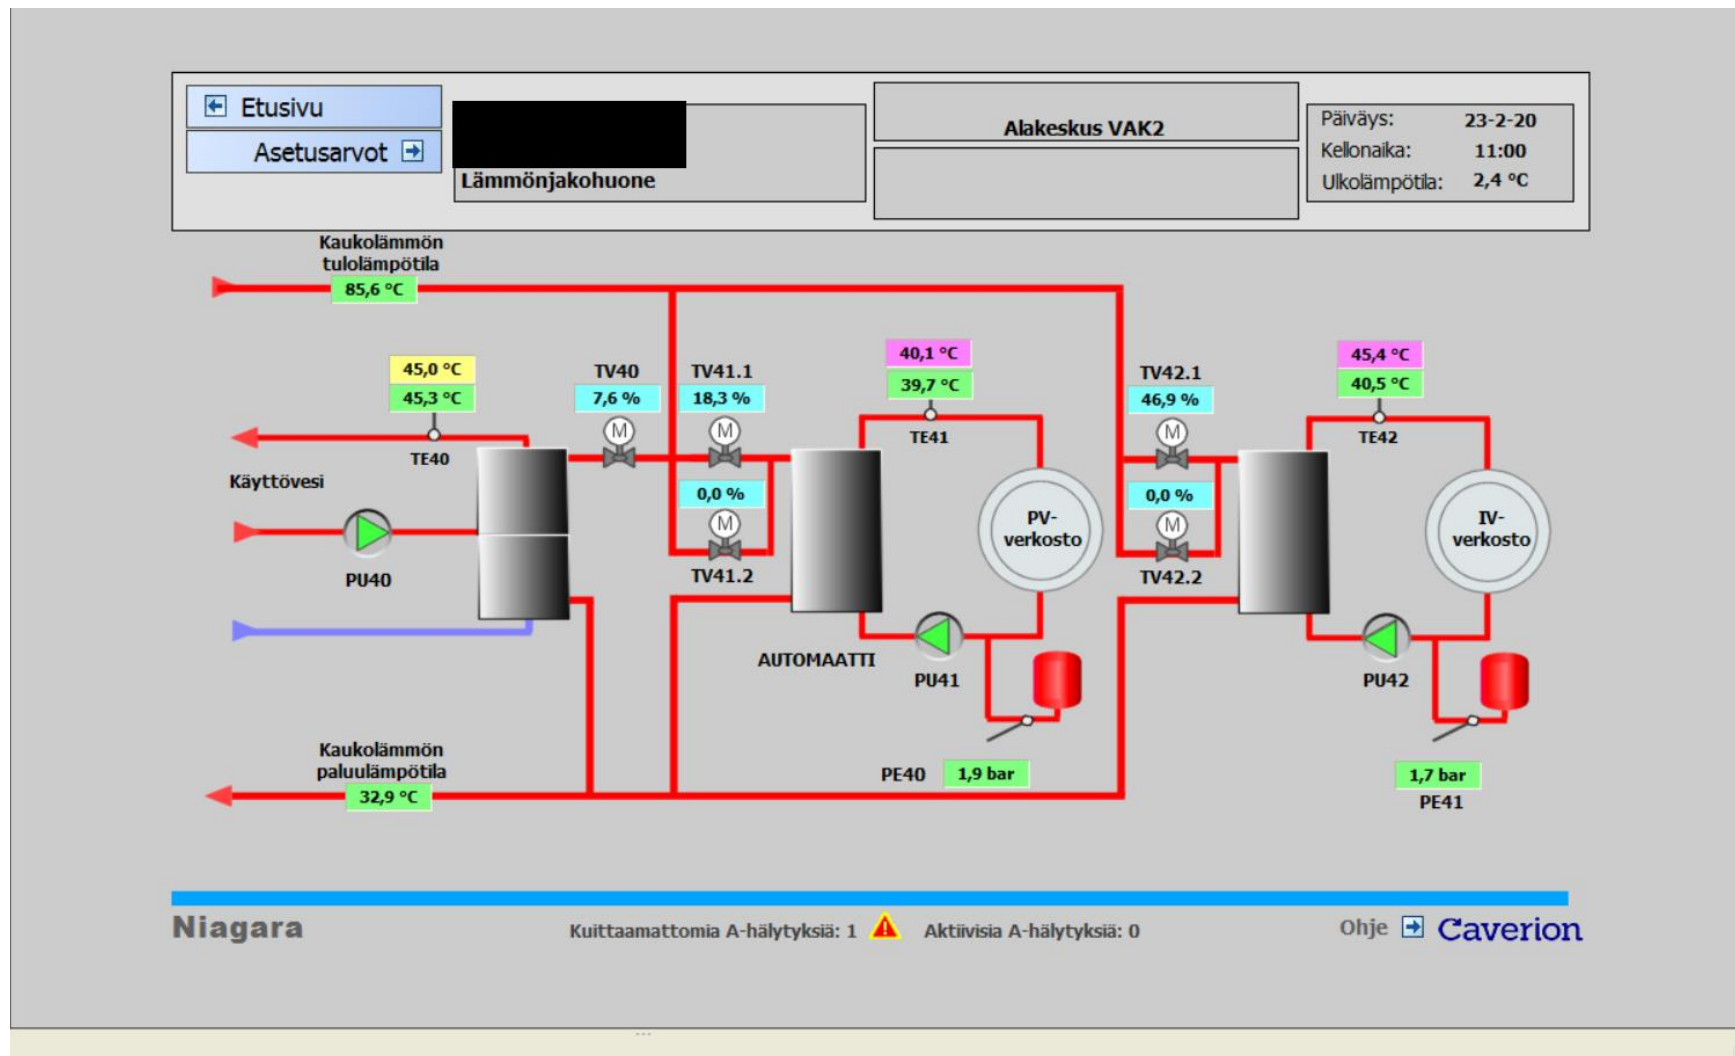 Etusivu
Asetusarvot
Lämmönjakohuone
Alakeskus VAK2
Päiväys: 23-2-20
Kellonaika: 11:00
Ulkolämpötila: 2,4 °C
Kaukolämmön
tulolämpötila
85,6 °C
45,0 °C
45,3 °C
TE40
Käyttövesi
PU40
TV40
7,6 %
M
TV41.1
18,3 %
M
0,0 %
M
TV41.2
40,1 °C
39,7 °C
TE41
PV-
verkosto
AUTOMAATTI
PU41
PE40 1,9 bar
TV42.1
46,9 %
M
0,0 %
M
TV42.2
45,4 °C
40,5 °C
TE42
IV-
verkosto
PU42
1,7 bar
PE41
Kaukolämmön
paluulämpötila
32,9 °C
Niagara
Kuittaamattomia A-hälytyksiä: 1
Aktiivisia A-hälytyksiä: 0
Ohje
Caverion